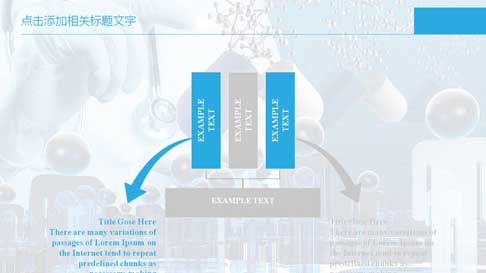 点击添加相关标题文字
EXAMPLE
TEXT
EXAMPLE
TEXT
EXAMPLE
TEXT
EXAMPLE TEXT
Title Gose Here
There are many variations of
passages of Lorem Ipsum on
the Internet tend to repeat
predefined chunks as
necessary, making
Title Gose Here
There are many variations of
passages of Lorem Ipsum on
the Internet tend to repeat
predefined chunks as